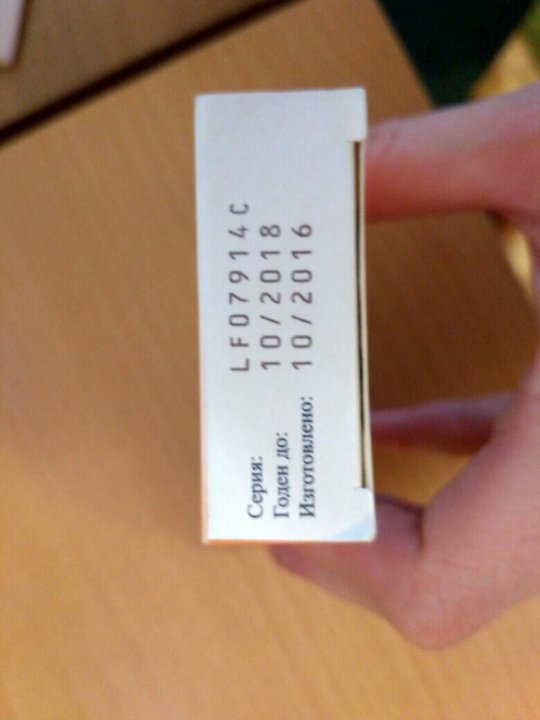 Серия: LF07914C
Годен до: 10/2018
Изготовлено: 10/2016